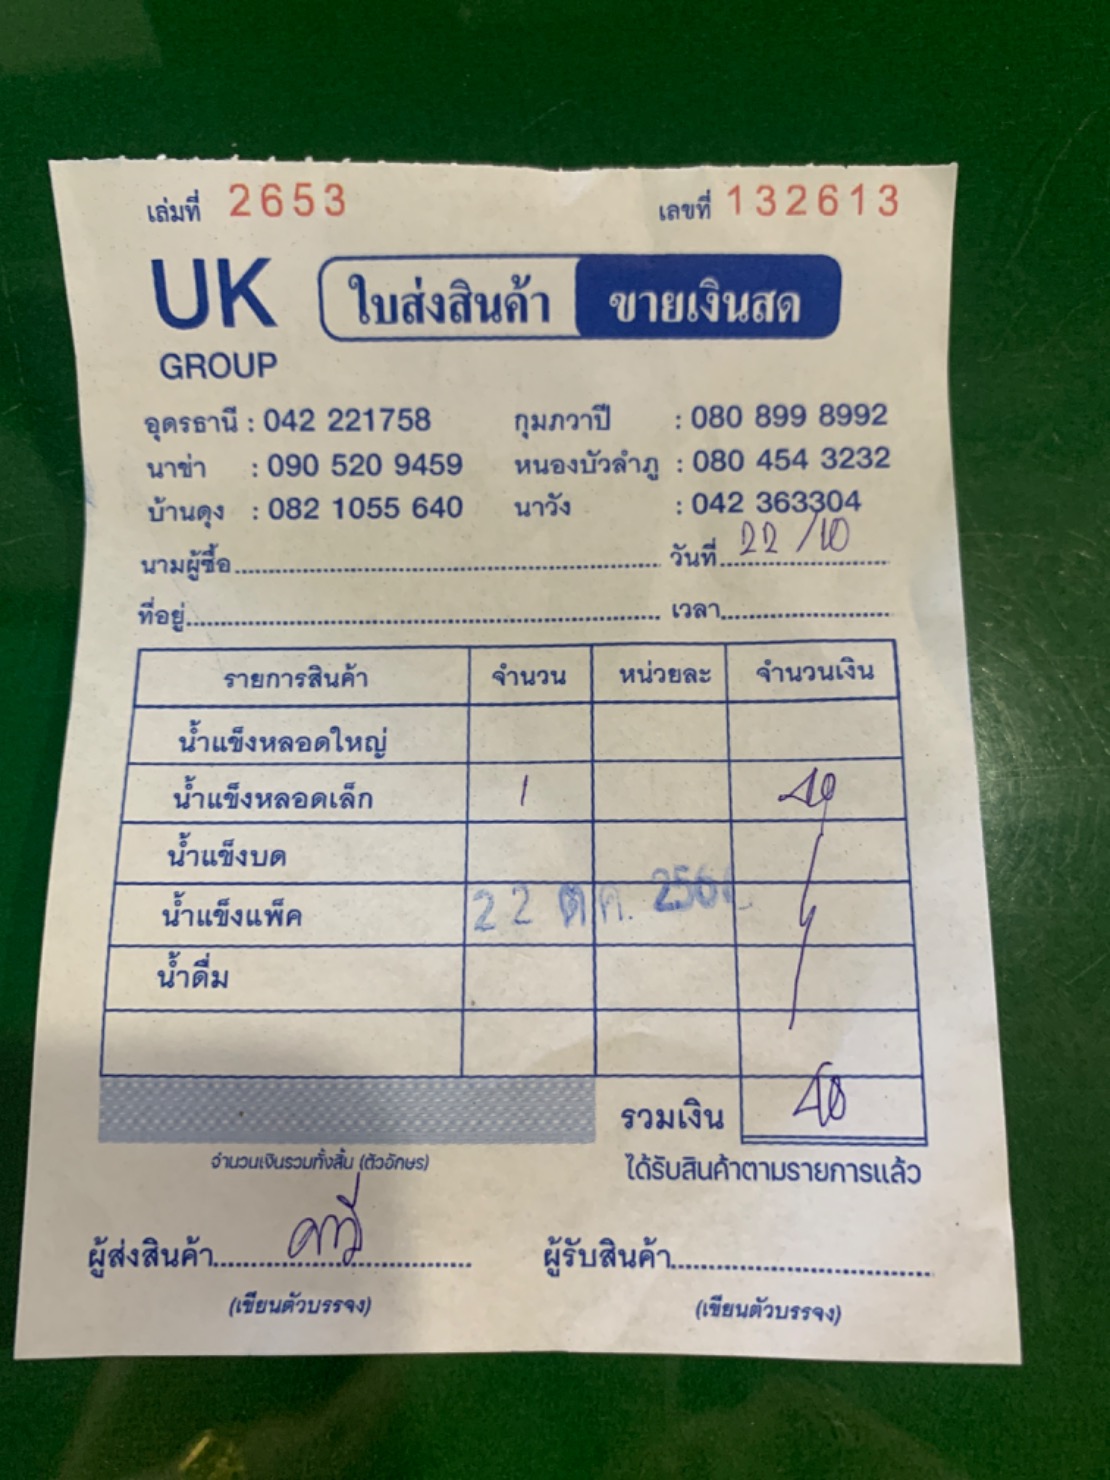 เล่มที่ 2653 เลขที่ 132613
UK GROUP
ใบส่งสินค้า ขายเงินสด
อุดรธานี : 042 221758 กุมภวาปี : 080 899 8992
นาข่า : 090 520 9459 หนองบัวลำภู : 080 454 3232
บ้านดุง : 082 1055 640 นาวัง : 042 363304
นามผู้ซื้อ วันที่ 22/10
ที่อยู่ เวลา
รายการสินค้า จำนวน หน่วยละ จำนวนเงิน
น้ำแข็งหลอดใหญ่
น้ำแข็งหลอดเล็ก 1 40
น้ำแข็งบด
น้ำแข็งแพ็ค 22 ตค.
น้ำดื่ม
รวมเงิน 40
จำนวนเงินรวมทั้งสิ้น (ตัวอักษร) ได้รับสินค้าตามรายการแล้ว
ผู้ส่งสินค้า ผู้รับสินค้า
(เขียนตัวบรรจง) (เขียนตัวบรรจง)